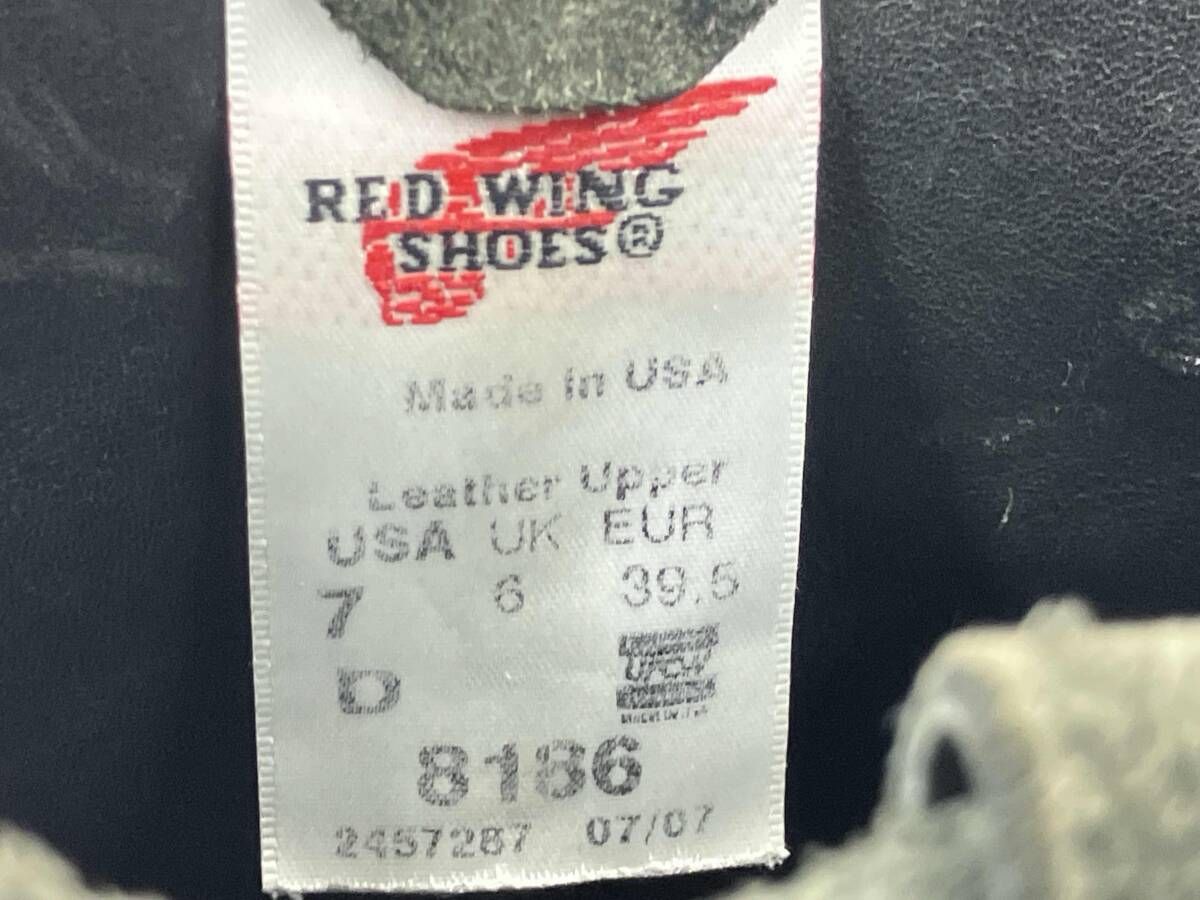 RED WING
SHOES®
Made in USA
Leather Upper
USA UK EUR
7 6 39.5
D
UFCW
8186
2457287 07/07